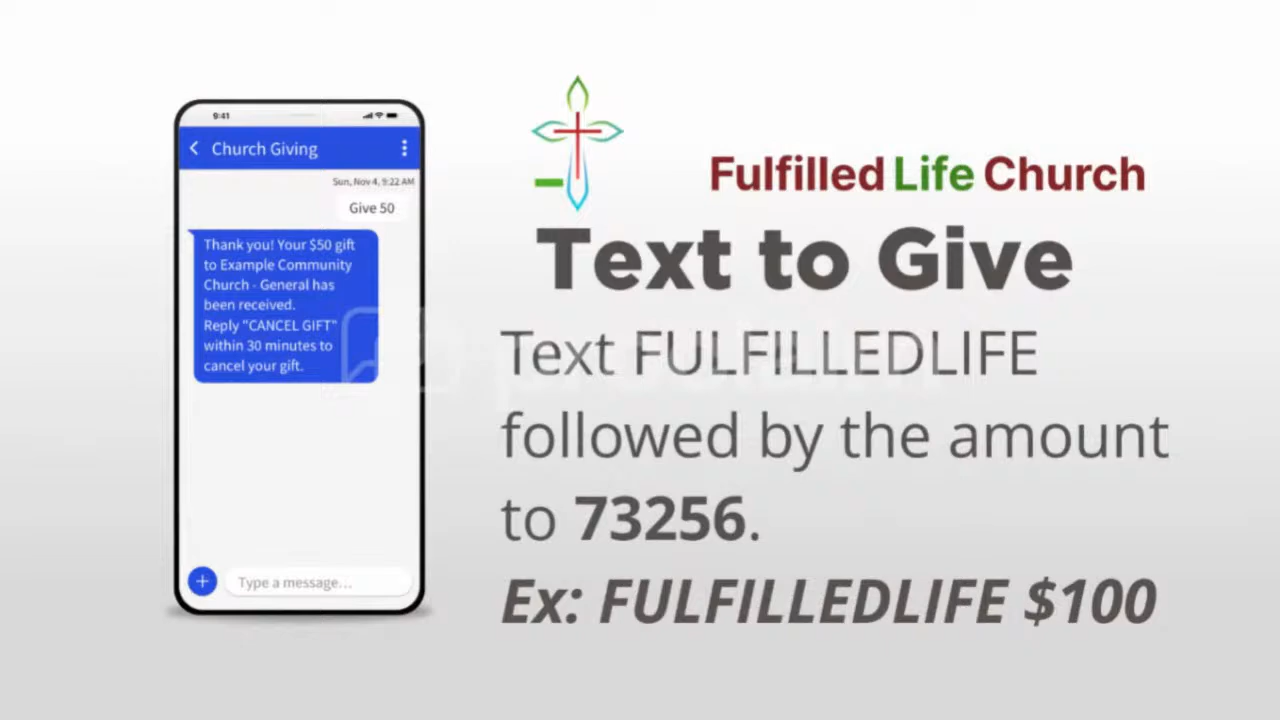 9:41
Church Giving
Sun, Nov 4, 9:22 AM
Give 50
Thank you! Your $50 gift
to Example Community
Church - General has
been received.
Reply "CANCEL GIFT"
within 30 minutes to
cancel your gift.
Type a message...
Fulfilled Life Church
Text to Give
Text FULFILLEDLIFE
followed by the amount
to 73256.
Ex: FULFILLEDLIFE $100